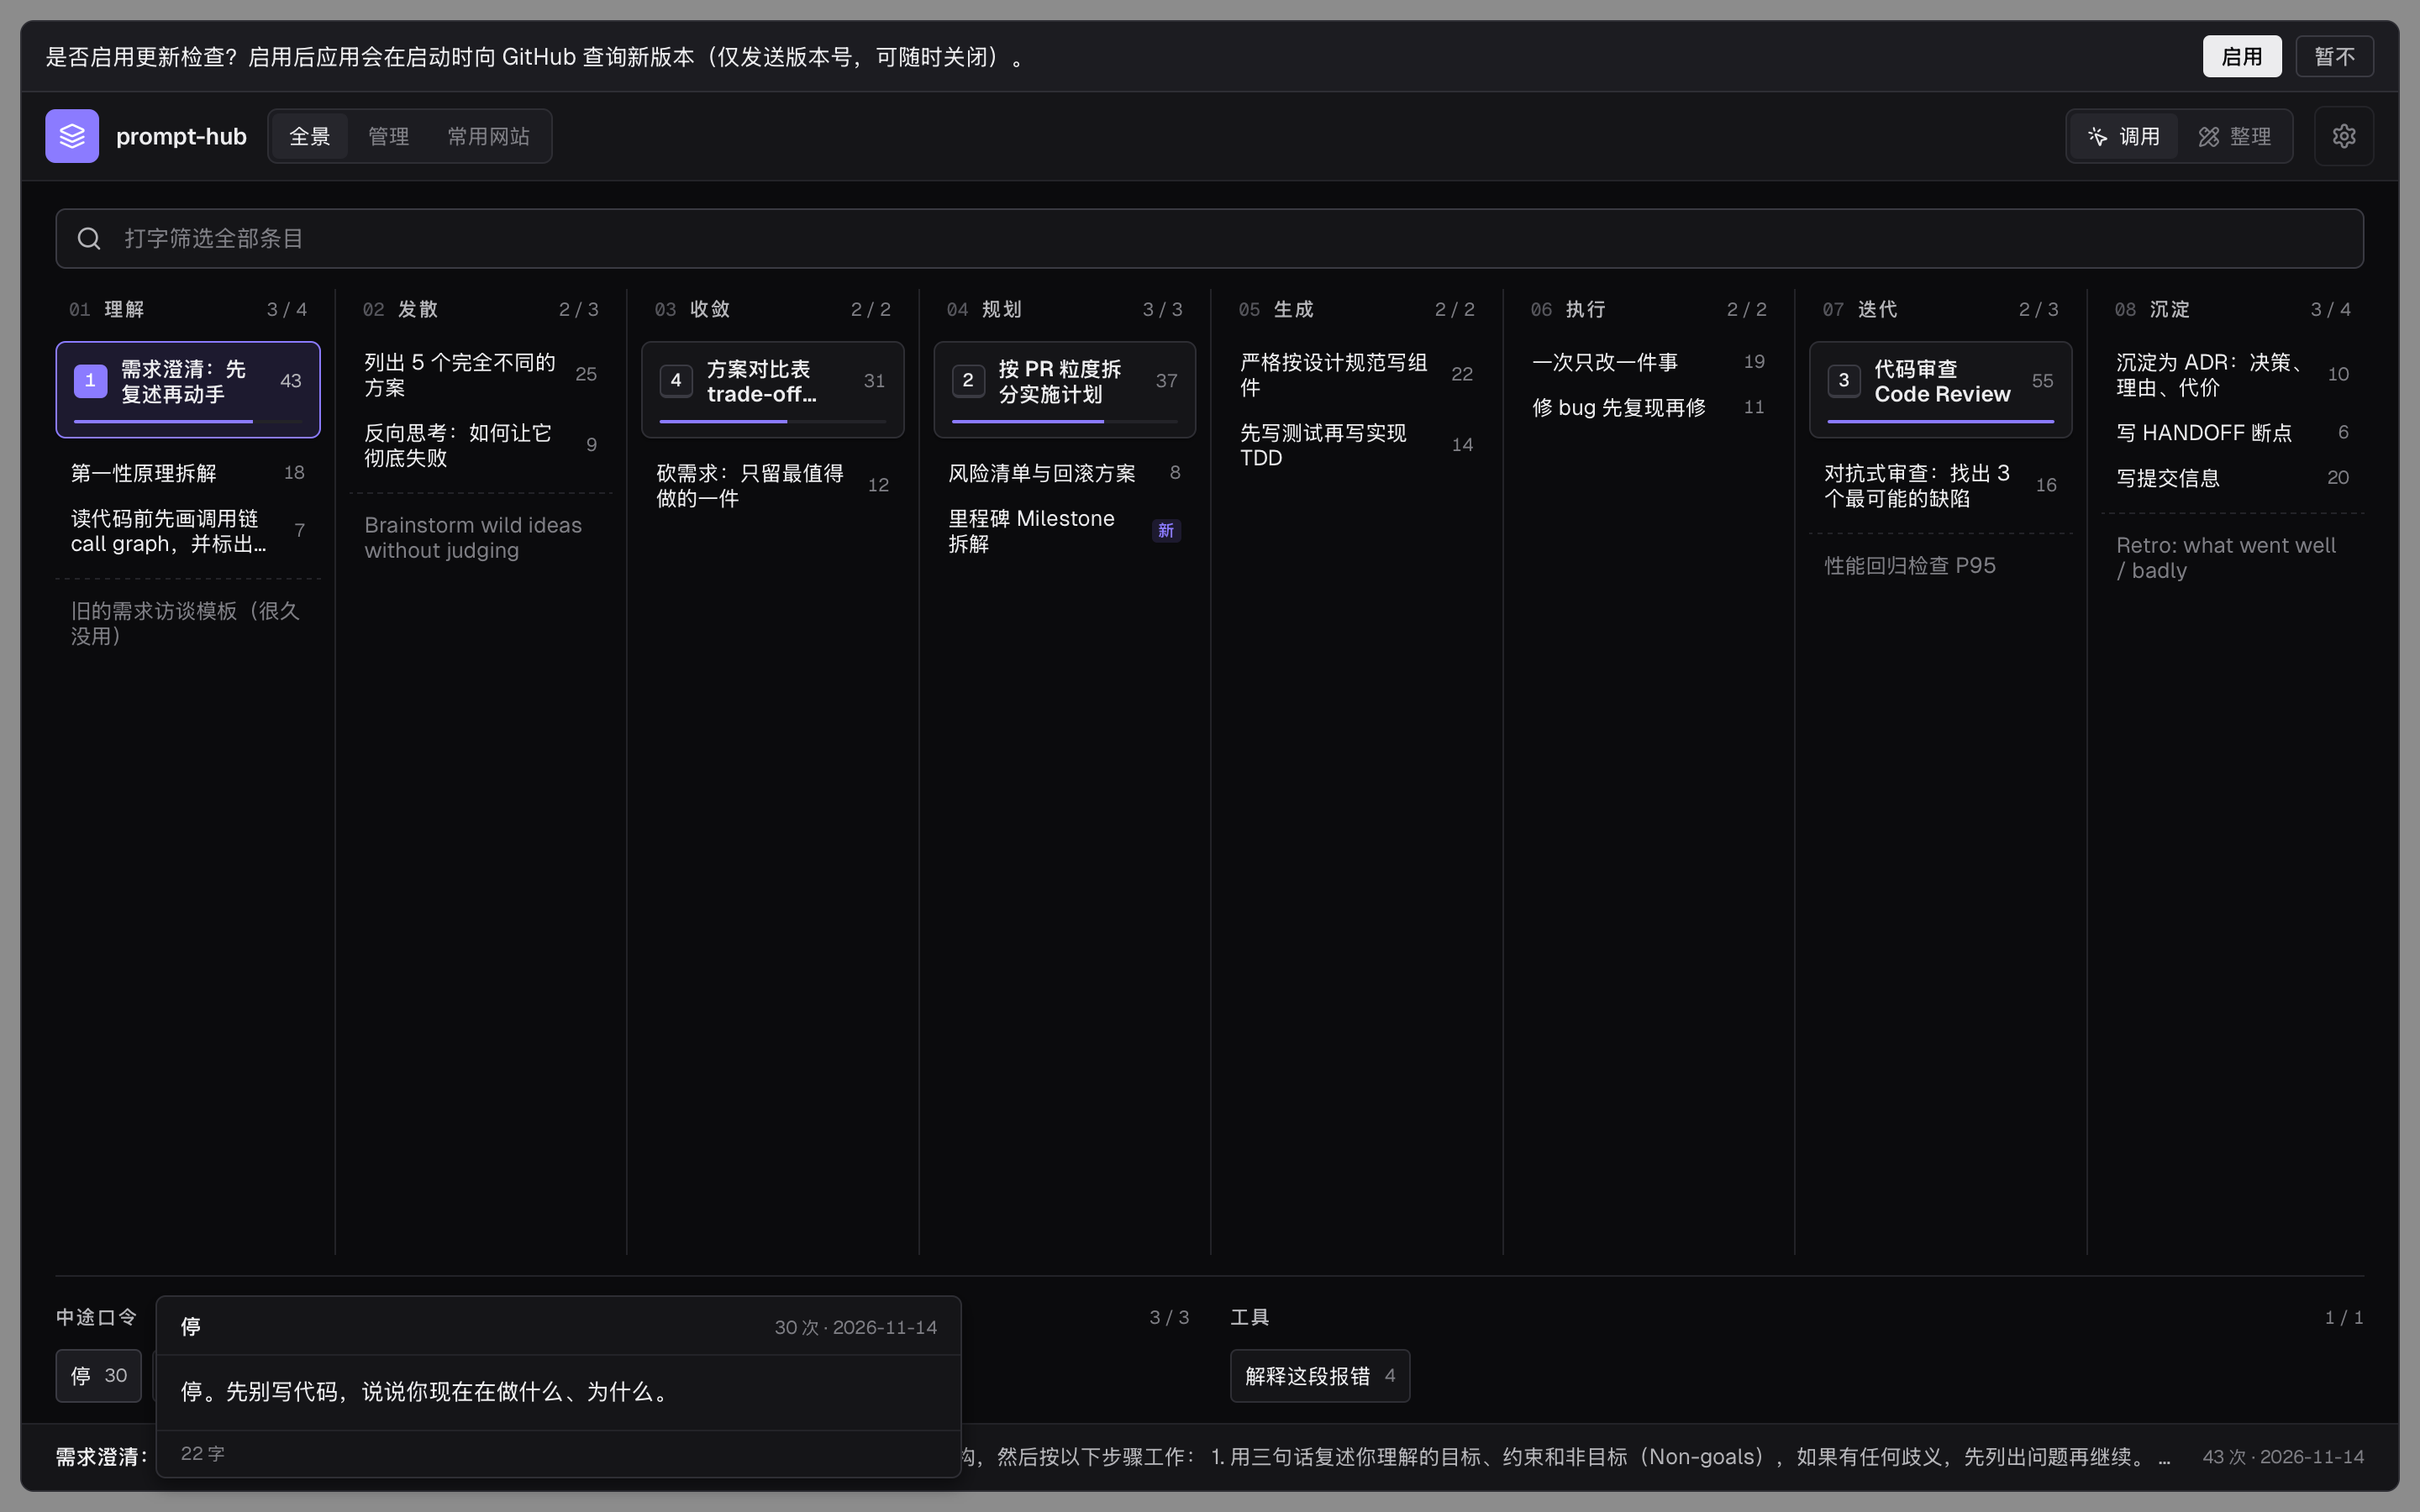 是否启用更新检查？启用后应用会在启动时向 GitHub 查询新版本（仅发送版本号，可随时关闭）。
启用
暂不
prompt-hub
全景
管理
常用网站
调用
整理
打字筛选全部条目
01 理解 3 / 4
1
需求澄清：先
复述再动手
43
第一性原理拆解 18
读代码前先画调用链
call graph，并标出…
7
旧的需求访谈模板（很久
没用）
02 发散 2 / 3
列出 5 个完全不同的
方案
25
反向思考：如何让它
彻底失败
9
Brainstorm wild ideas
without judging
03 收敛 2 / 2
4
方案对比表
trade-off…
31
砍需求：只留最值得
做的一件
12
04 规划 3 / 3
2
按 PR 粒度拆
分实施计划
37
风险清单与回滚方案 8
里程碑 Milestone
拆解
新
05 生成 2 / 2
严格按设计规范写组
件
22
先写测试再写实现
TDD
14
06 执行 2 / 2
一次只改一件事 19
修 bug 先复现再修 11
07 迭代 2 / 3
3
代码审查
Code Review
55
对抗式审查：找出 3
个最可能的缺陷
16
性能回归检查 P95
08 沉淀 3 / 4
沉淀为 ADR：决策、
理由、代价
10
写 HANDOFF 断点 6
写提交信息 20
Retro: what went well
/ badly
中途口令
3 / 3
停 30
停
30 次 · 2026-11-14
停。先别写代码，说说你现在在做什么、为什么。
22 字
工具 1 / 1
解释这段报错 4
需求澄清：
，然后按以下步骤工作： 1. 用三句话复述你理解的目标、约束和非目标（Non-goals），如果有任何歧义，先列出问题再继续。 …
43 次 · 2026-11-14